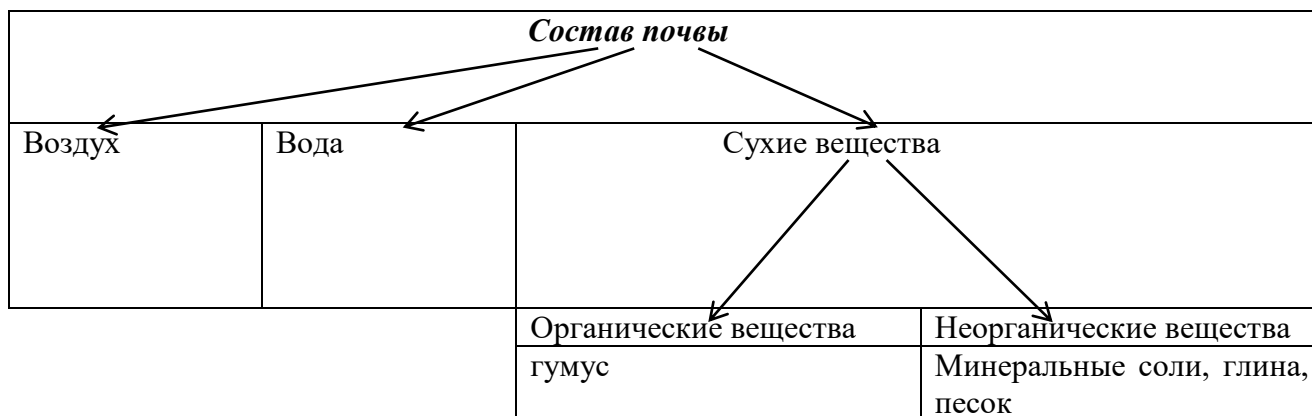 Состав почвы
Воздух
Вода
Сухие вещества
Органические вещества
Неорганические вещества
гумус
Минеральные соли, глина,
песок